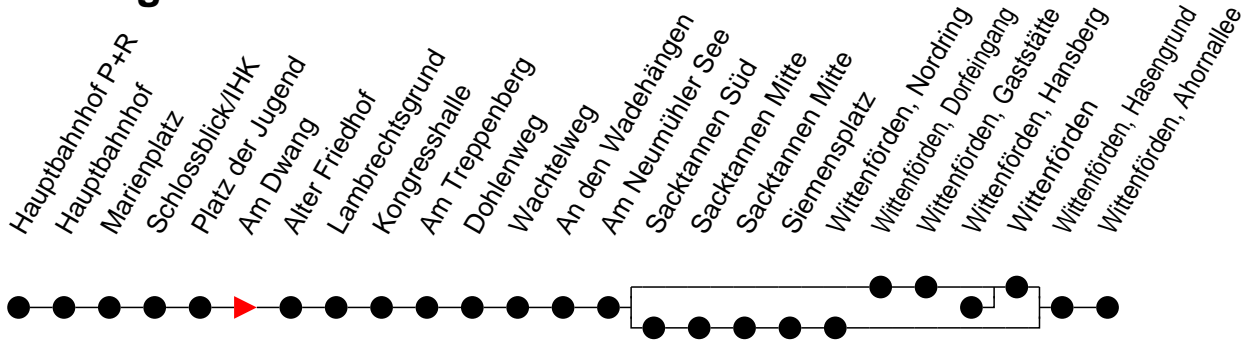 Hauptbahnhof P+R
Hauptbahnhof
Marienplatz
Schlossblick/IHK
Platz der Jugend
Am Dwang
Alter Friedhof
Lambrechtsgrund
Kongresshalle
Am Treppenberg
Dohlenweg
Wachtelweg
An den Wadehängen
Am Neumühler See
Sacktannen Süd
Sacktannen Mitte
Sacktannen Mitte
Siemensplatz
Wittenförden, Nordring
Wittenförden, Dorfeingang
Wittenförden, Gaststätte
Wittenförden, Hansberg
Wittenförden
Wittenförden, Hasengrund
Wittenförden, Ahornallee